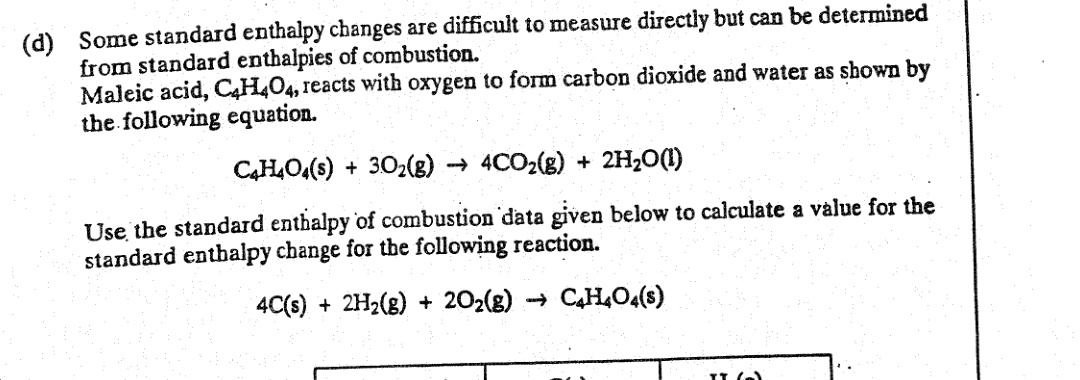 (d) Some standard enthalpy changes are difficult to measure directly but can be determined
from standard enthalpies of combustion.
Maleic acid, C₄H₄O₄, reacts with oxygen to form carbon dioxide and water as shown by
the following equation.
C₄H₄O₄(s) + 3O₂(g) → 4CO₂(g) + 2H₂O(l)
Use the standard enthalpy of combustion data given below to calculate a value for the
standard enthalpy change for the following reaction.
4C(s) + 2H₂(g) + 2O₂(g) → C₄H₄O₄(s)